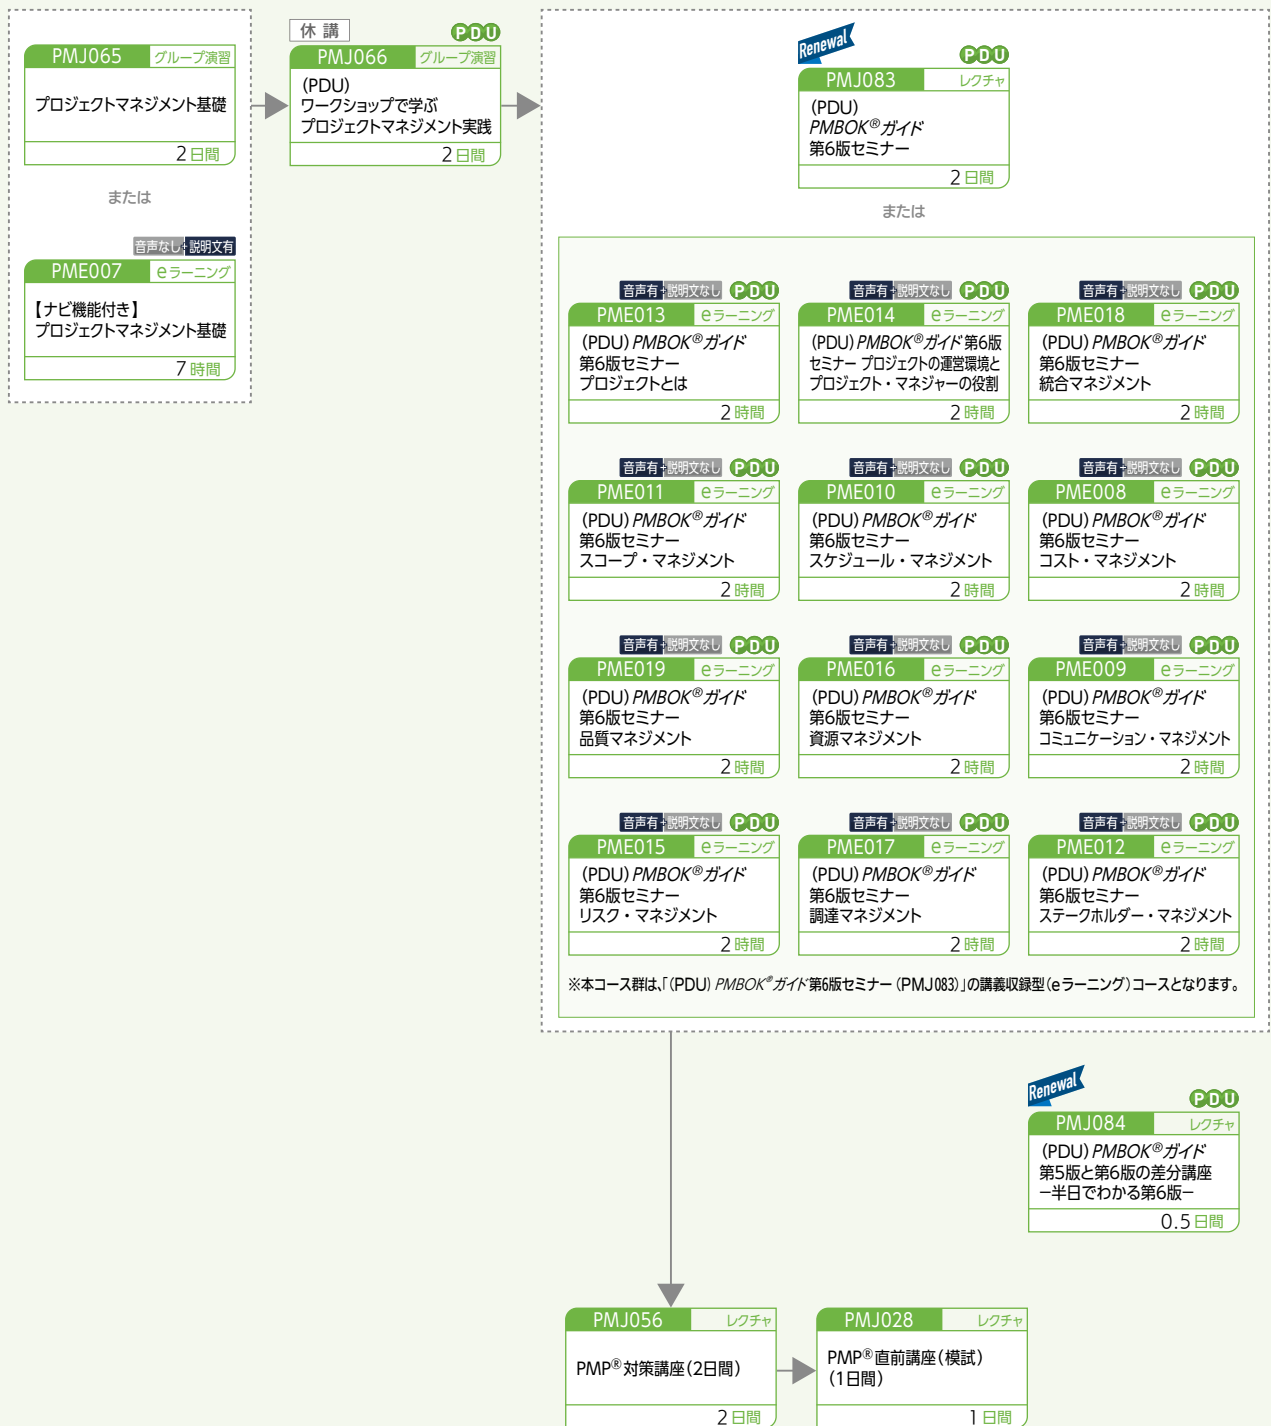 PMJ065 グループ演習
プロジェクトマネジメント基礎
2日間
または
音声なし+説明文有
PME007 eラーニング
【ナビ機能付き】
プロジェクトマネジメント基礎
7時間
休講 PDU
PMJ066 グループ演習
(PDU)
ワークショップで学ぶ
プロジェクトマネジメント実践
2日間
Renewal
PDU
PMJ083 レクチャ
(PDU)
PMBOK®ガイド
第6版セミナー
2日間
または
音声有+説明文なし PDU
PME013 eラーニング
(PDU)PMBOK®ガイド
第6版セミナー
プロジェクトとは
2時間
音声有+説明文なし PDU
PME014 eラーニング
(PDU)PMBOK®ガイド第6版
セミナー プロジェクトの運営環境と
プロジェクト・マネジャーの役割
2時間
音声有+説明文なし PDU
PME018 eラーニング
(PDU)PMBOK®ガイド
第6版セミナー
統合マネジメント
2時間
音声有+説明文なし PDU
PME011 eラーニング
(PDU)PMBOK®ガイド
第6版セミナー
スコープ・マネジメント
2時間
音声有+説明文なし PDU
PME010 eラーニング
(PDU)PMBOK®ガイド
第6版セミナー
スケジュール・マネジメント
2時間
音声有+説明文なし PDU
PME008 eラーニング
(PDU)PMBOK®ガイド
第6版セミナー
コスト・マネジメント
2時間
音声有+説明文なし PDU
PME019 eラーニング
(PDU)PMBOK®ガイド
第6版セミナー
品質マネジメント
2時間
音声有+説明文なし PDU
PME016 eラーニング
(PDU)PMBOK®ガイド
第6版セミナー
資源マネジメント
2時間
音声有+説明文なし PDU
PME009 eラーニング
(PDU)PMBOK®ガイド
第6版セミナー
コミュニケーション・マネジメント
2時間
音声有+説明文なし PDU
PME015 eラーニング
(PDU)PMBOK®ガイド
第6版セミナー
リスク・マネジメント
2時間
音声有+説明文なし PDU
PME017 eラーニング
(PDU)PMBOK®ガイド
第6版セミナー
調達マネジメント
2時間
音声有+説明文なし PDU
PME012 eラーニング
(PDU)PMBOK®ガイド
第6版セミナー
ステークホルダー・マネジメント
2時間
※本コース群は、「(PDU) PMBOK®ガイド第6版セミナー(PMJ083)」の講義収録型(eラーニング)コースとなります。
Renewal
PDU
PMJ084 レクチャ
(PDU)PMBOK®ガイド
第5版と第6版の差分講座
－半日でわかる第6版－
0.5日間
PMJ056 レクチャ
PMP®対策講座(2日間)
2日間
PMJ028 レクチャ
PMP®直前講座(模試)
(1日間)
1日間